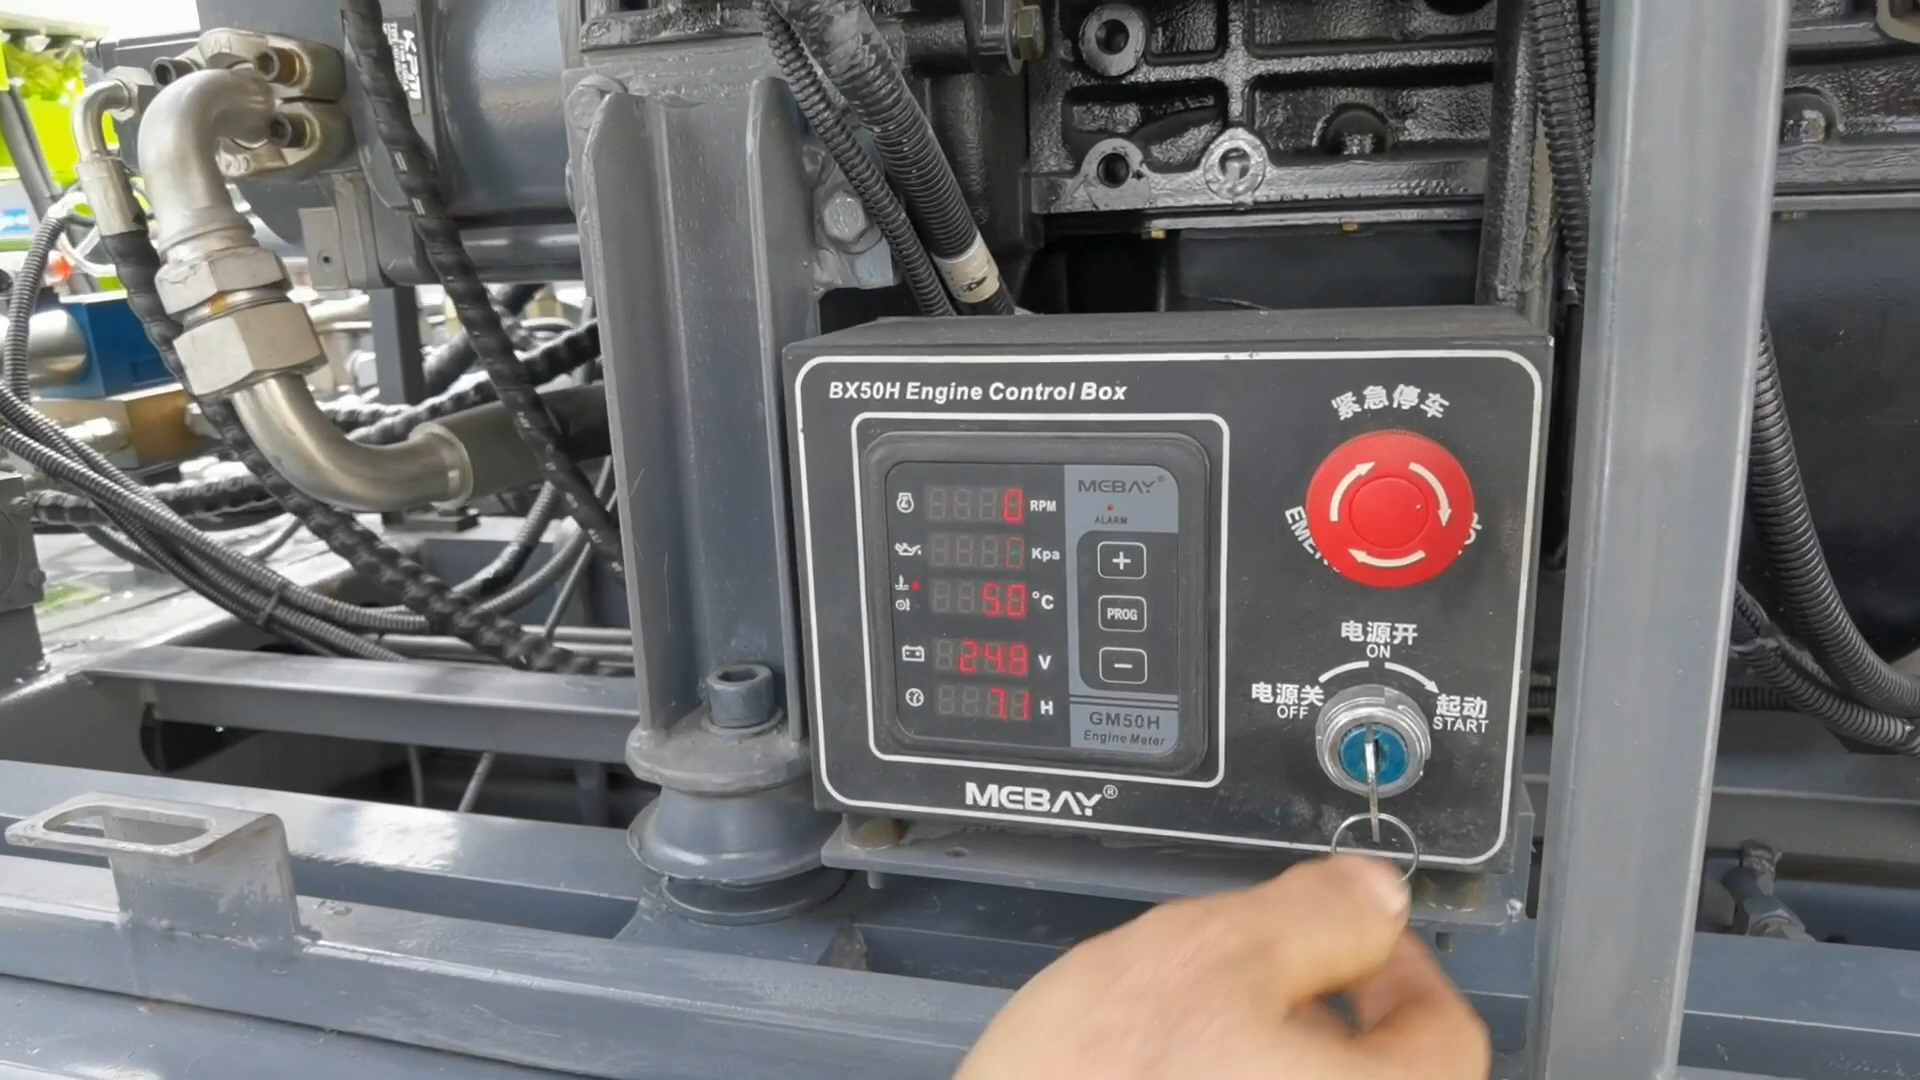 BX50H Engine Control Box
紧急停车
MEBAY®
ALARM
0 RPM
1 Kpa
50 °C
24.8 V
7.1 H
+
PROG
−
GM50H
Engine Meter
MEBAY®
电源开
ON
电源关
OFF
起动
START